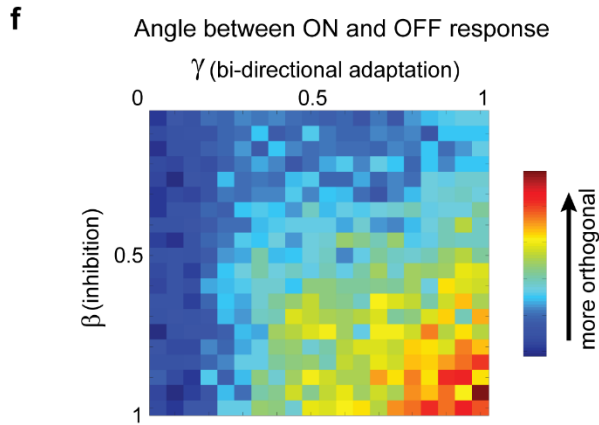 f
Angle between ON and OFF response
γ (bi-directional adaptation)
0 0.5 1
0.5
1
β (inhibition)
more orthogonal